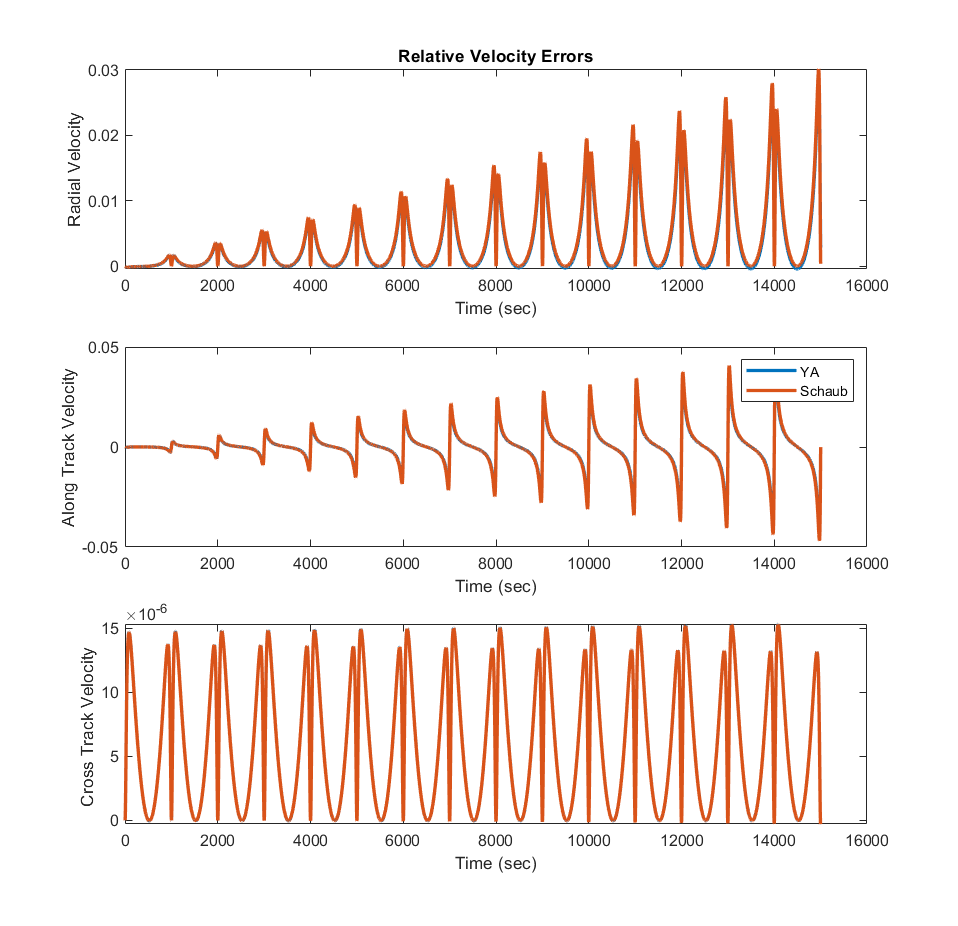 Relative Velocity Errors
0.03
0.02
0.01
0
Radial Velocity
0 2000 4000 6000 8000 10000 12000 14000 16000
Time (sec)
0.05
0
-0.05
Along Track Velocity
YA
Schaub
0 2000 4000 6000 8000 10000 12000 14000 16000
Time (sec)
×10-6
15
10
5
0
Cross Track Velocity
0 2000 4000 6000 8000 10000 12000 14000 16000
Time (sec)